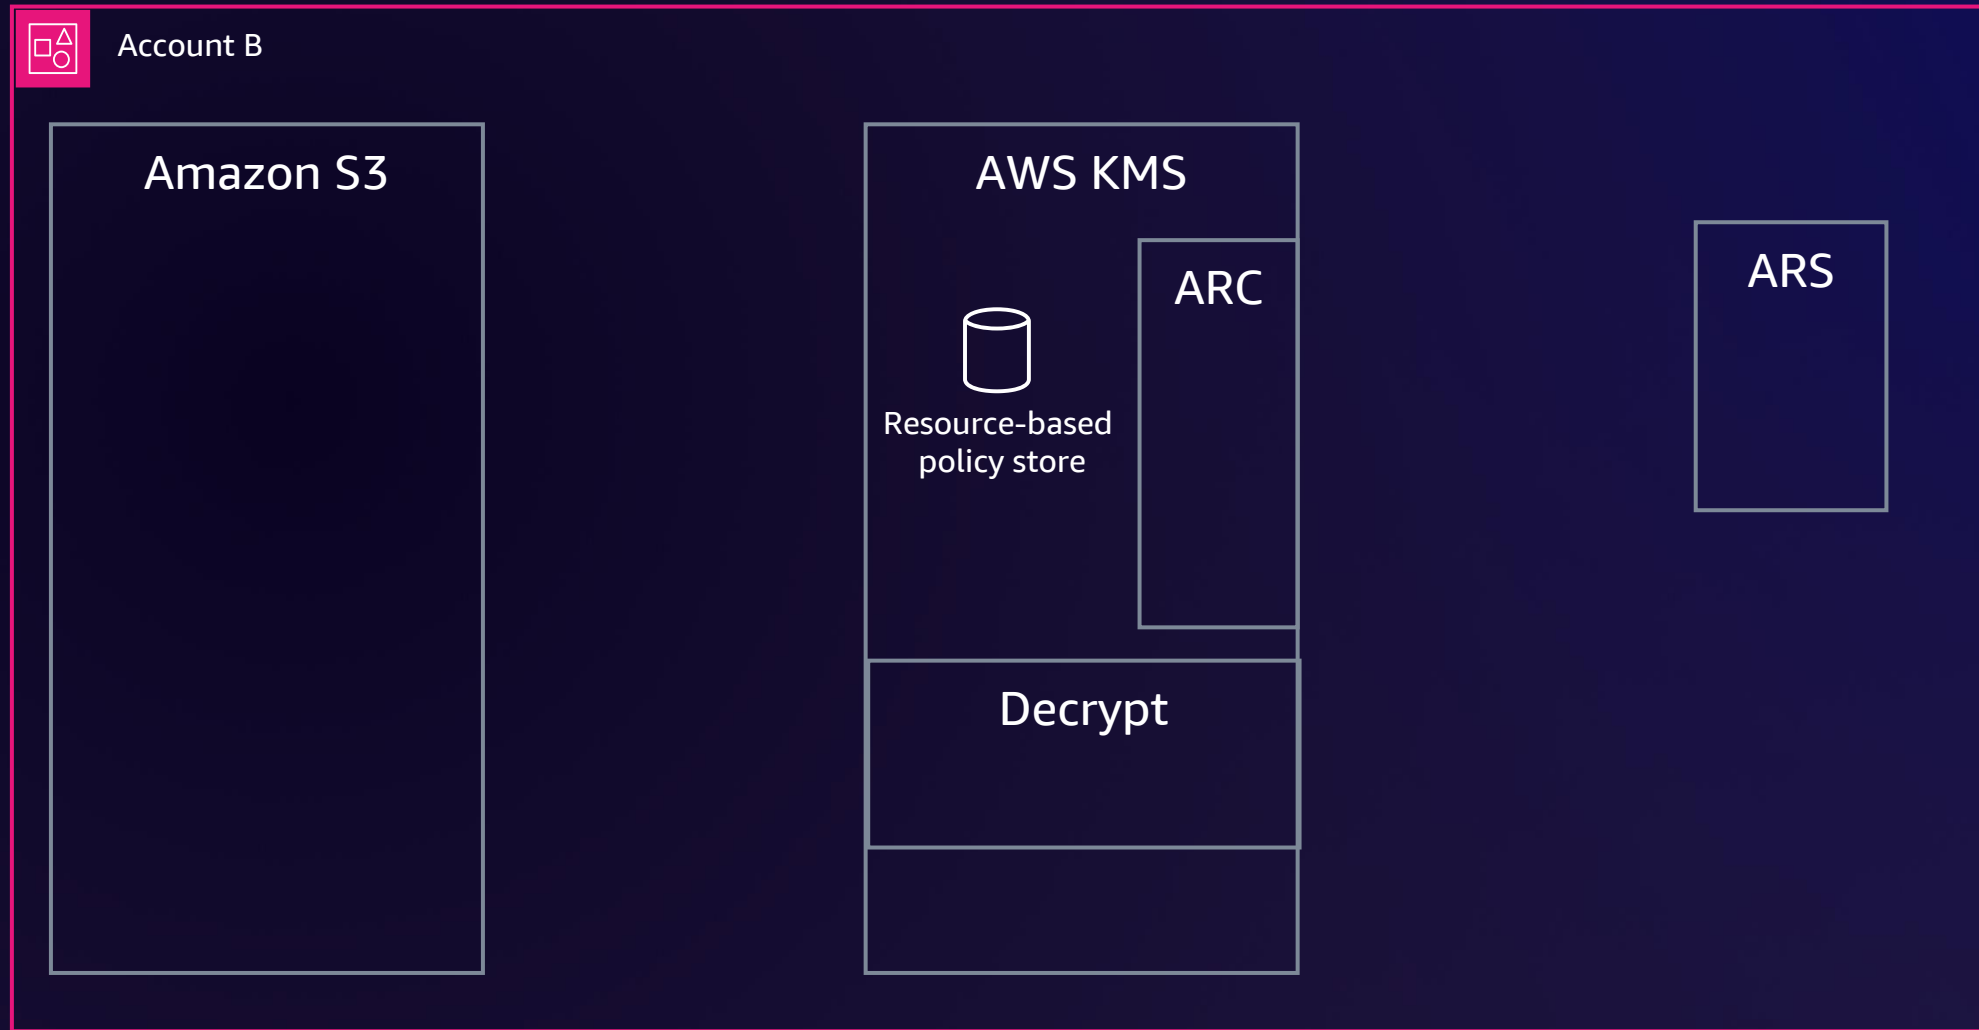 Account B
Amazon S3
AWS KMS
ARC
Resource-based
policy store
Decrypt
ARS